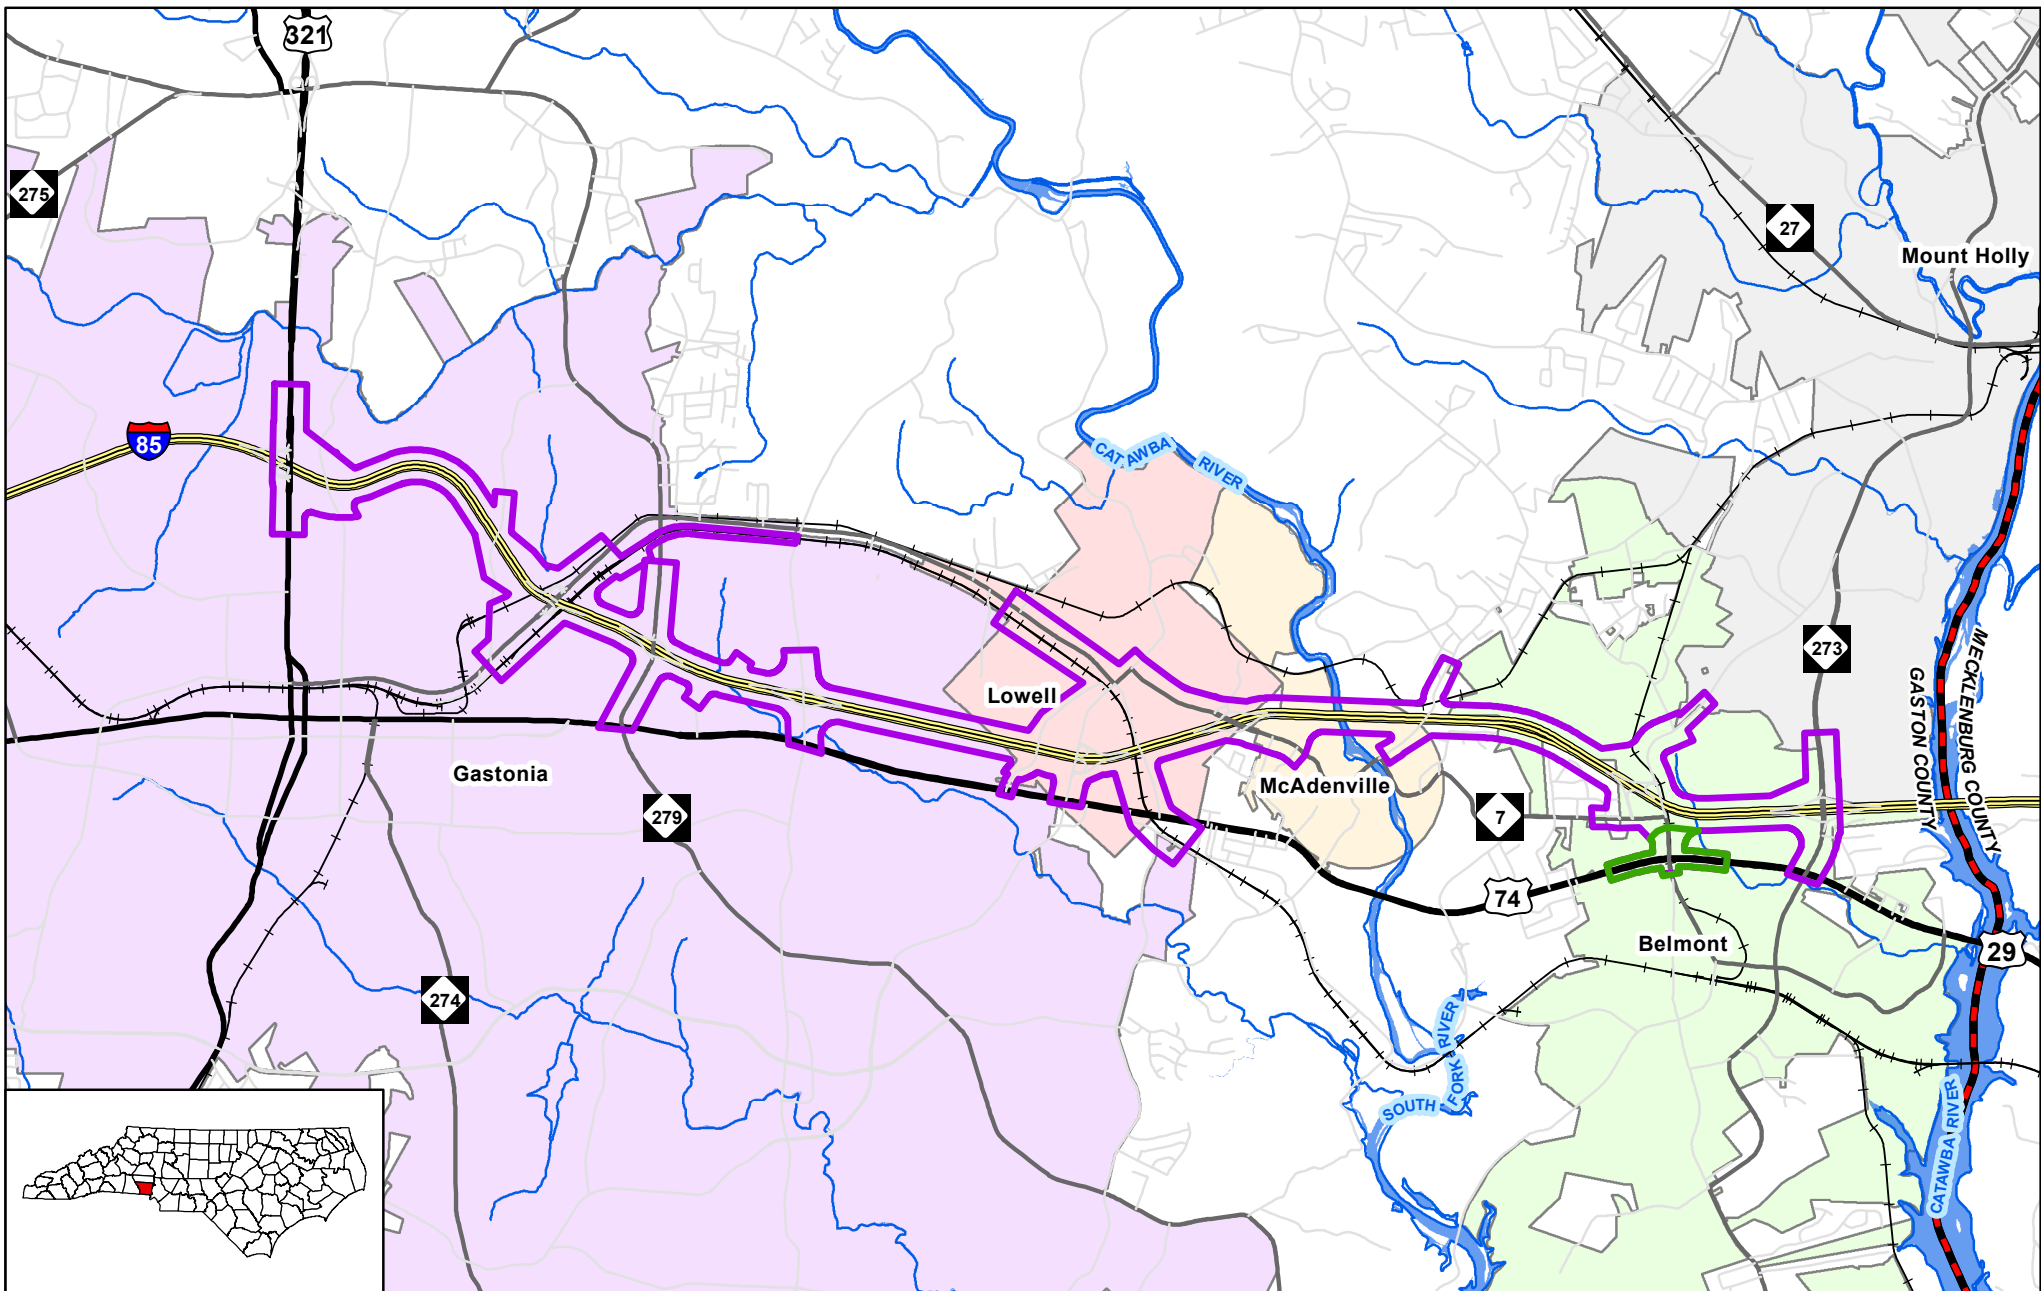 321
275
27
Mount Holly
85
CATAWBA RIVER
273
MECKLENBURG COUNTY
GASTON COUNTY
Lowell
Gastonia
McAdenville
279
7
74
Belmont
29
274
SOUTH FORK RIVER
CATAWBA RIVER